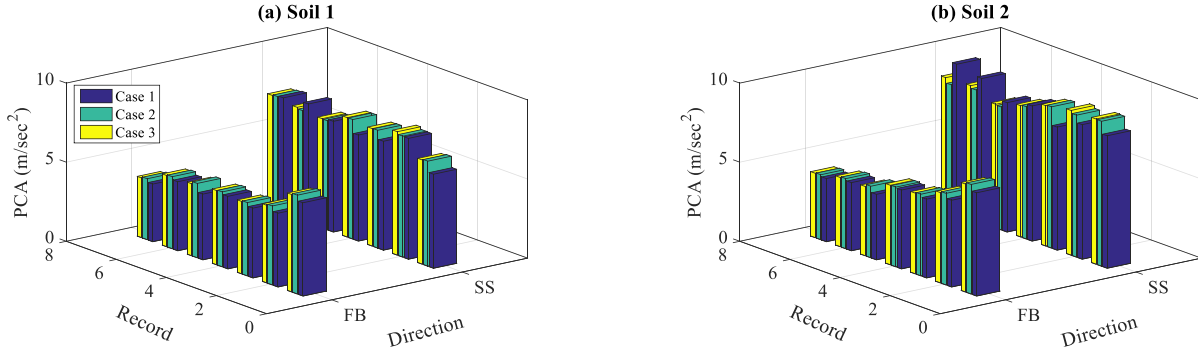 (a) Soil 1
PCA (m/sec²)
10
5
0
Case 1
Case 2
Case 3
8
6
4
2
0
Record
FB
SS
Direction
(b) Soil 2
PCA (m/sec²)
10
5
0
8
6
4
2
0
Record
FB
SS
Direction